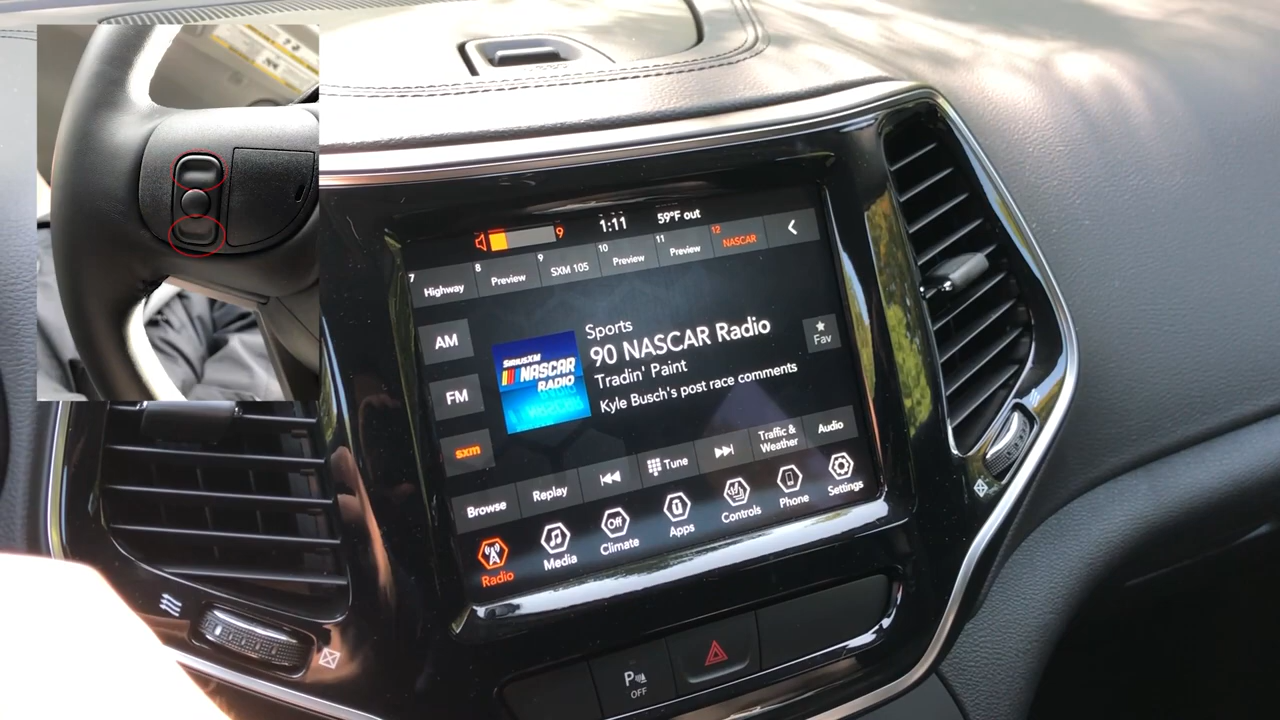 9
1:11
59°F out
7 Highway
8 Preview
9 SXM 105
10 Preview
11 Preview
12 NASCAR
AM
FM
sxm
SiriusXM
NASCAR
RADIO
Sports
90 NASCAR Radio
Tradin' Paint
Kyle Busch's post race comments
Fav
Browse
Replay
Tune
Traffic &
Weather
Audio
Radio
Media
Off
Climate
Apps
Controls
Phone
Settings
P
OFF